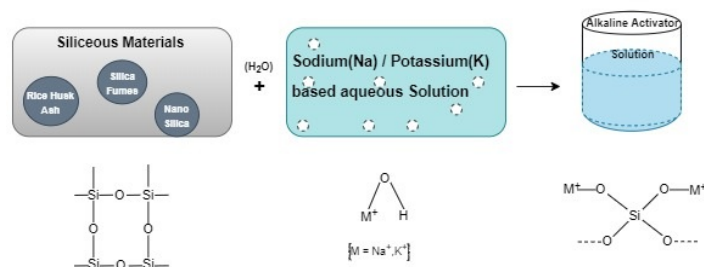 Siliceous Materials
Rice Husk
Ash
Silica
Fumes
Nano
Silica
(H₂O)
+
Sodium(Na) / Potassium(K)
based aqueous Solution
Alkaline Activator
Solution
Si—O—Si
O O
Si—O—Si
O
M⁺ H
[M = Na⁺,K⁺]
M⁺—O O—M⁺
Si
O O